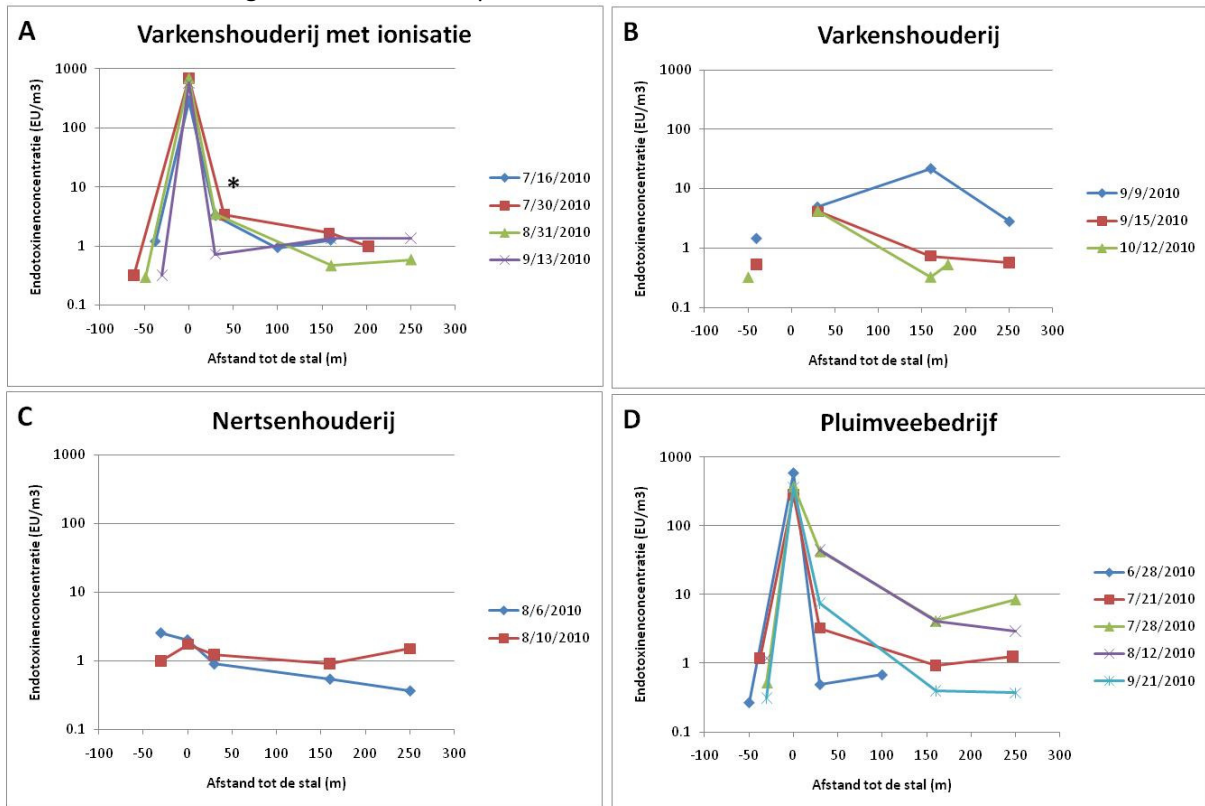 A
Varkenshouderij met ionisatie
Endotoxinenconcentratie (EU/m3)
1000
100
10
1
0.1
*
-100 -50 0 50 100 150 200 250 300
Afstand tot de stal (m)
7/16/2010
7/30/2010
8/31/2010
9/13/2010
B
Varkenshouderij
Endotoxinenconcentratie (EU/m3)
1000
100
10
1
0.1
-100 -50 0 50 100 150 200 250 300
Afstand tot de stal (m)
9/9/2010
9/15/2010
10/12/2010
C
Nertsenhouderij
Endotoxinenconcentratie (EU/m3)
1000
100
10
1
0.1
-100 -50 0 50 100 150 200 250 300
Afstand tot de stal (m)
8/6/2010
8/10/2010
D
Pluimveebedrijf
Endotoxinenconcentratie (EU/m3)
1000
100
10
1
0.1
-100 -50 0 50 100 150 200 250 300
Afstand tot de stal (m)
6/28/2010
7/21/2010
7/28/2010
8/12/2010
9/21/2010